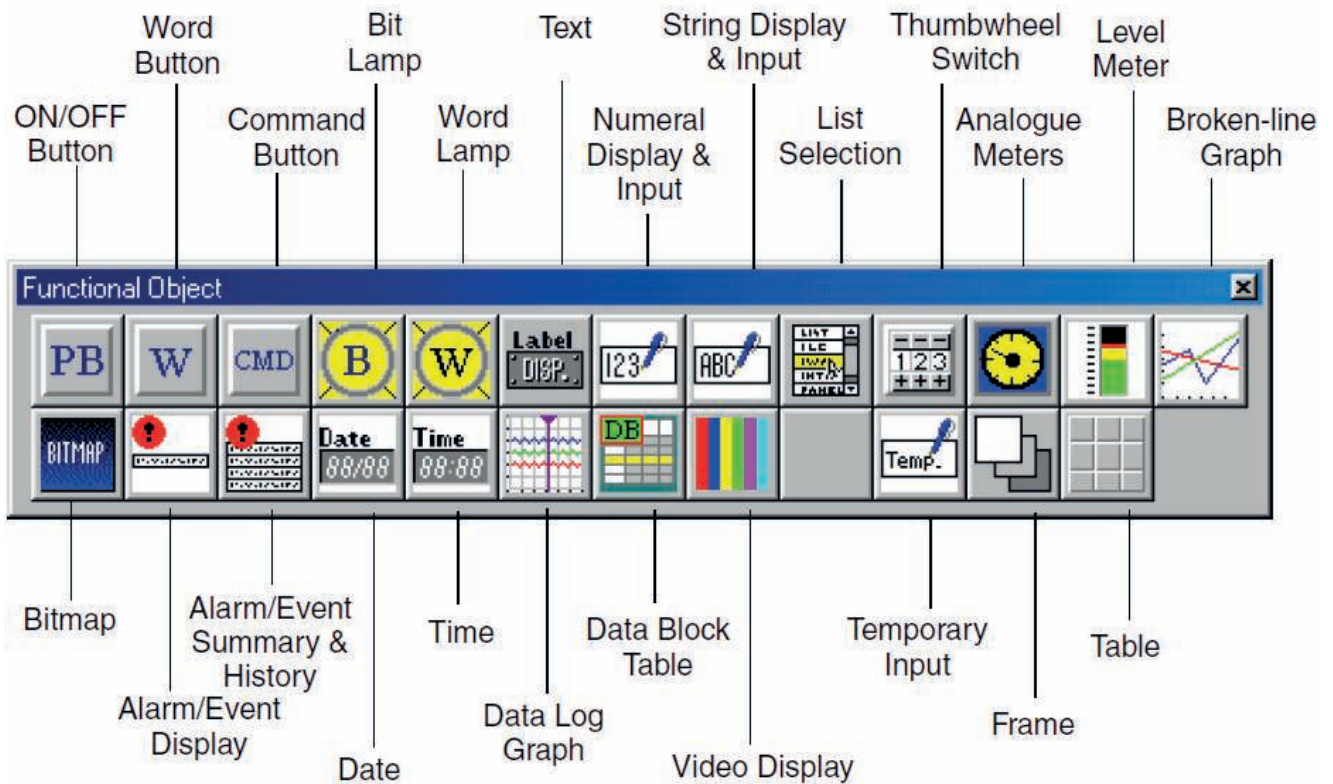 Word
Button
Bit
Lamp
Text
String Display
& Input
Thumbwheel
Switch
Level
Meter
ON/OFF
Button
Command
Button
Word
Lamp
Numeral
Display &
Input
List
Selection
Analogue
Meters
Broken-line
Graph
Functional Object
PB
W
CMD
B
W
Label
DISP.
123
ABC
LIST
123
BITMAP
!
!
Date
88/88
Time
88:88
DB
Temp.
Bitmap
Alarm/Event
Summary &
History
Time
Data Block
Table
Temporary
Input
Table
Alarm/Event
Display
Data Log
Graph
Frame
Date
Video Display